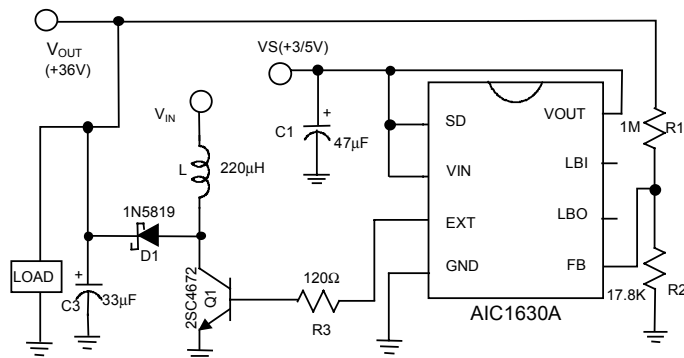 VOUT
(+36V)
VS(+3/5V)
VIN
L
220μH
C1
+
47μF
SD
VIN
EXT
GND
VOUT
LBI
LBO
FB
AIC1630A
1M
R1
17.8K
R2
1N5819
D1
LOAD
+
C3
33μF
2SC4672
Q1
120Ω
R3